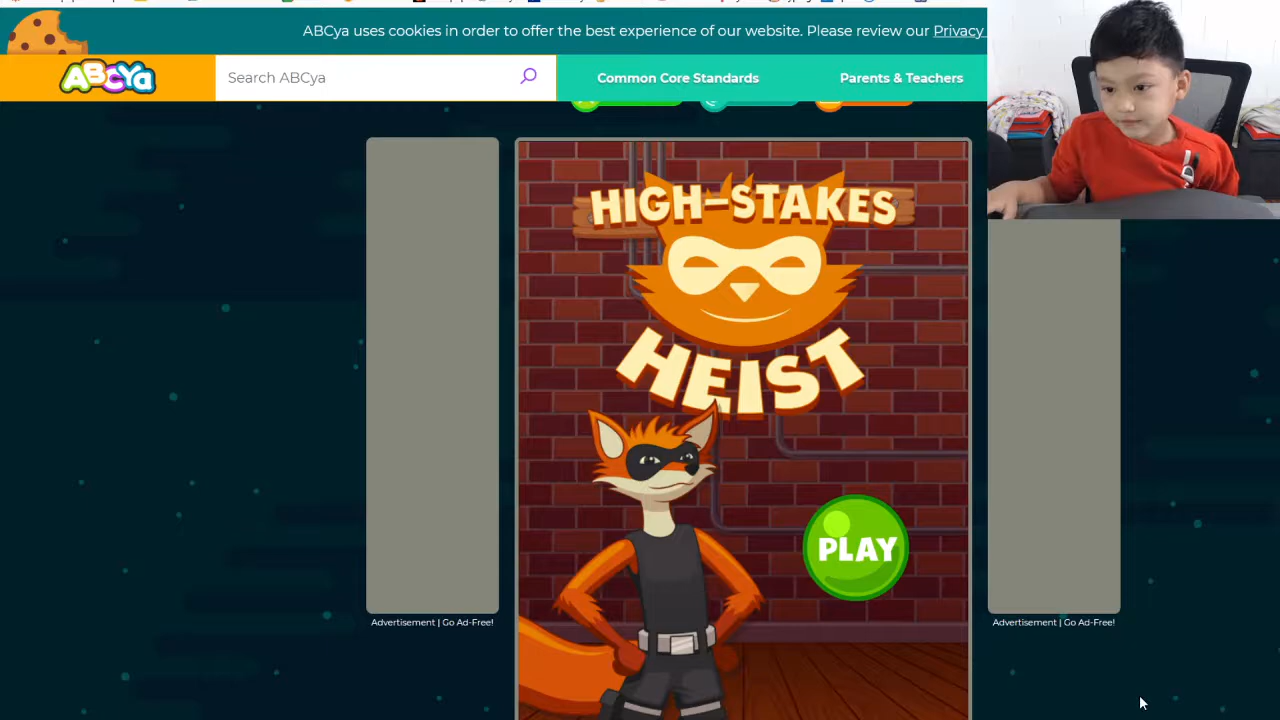 ABCya uses cookies in order to offer the best experience of our website. Please review our Privacy
ABCya
Search ABCya
Common Core Standards
Parents & Teachers
HIGH-STAKES
HEIST
PLAY
Advertisement | Go Ad-Free!
Advertisement | Go Ad-Free!